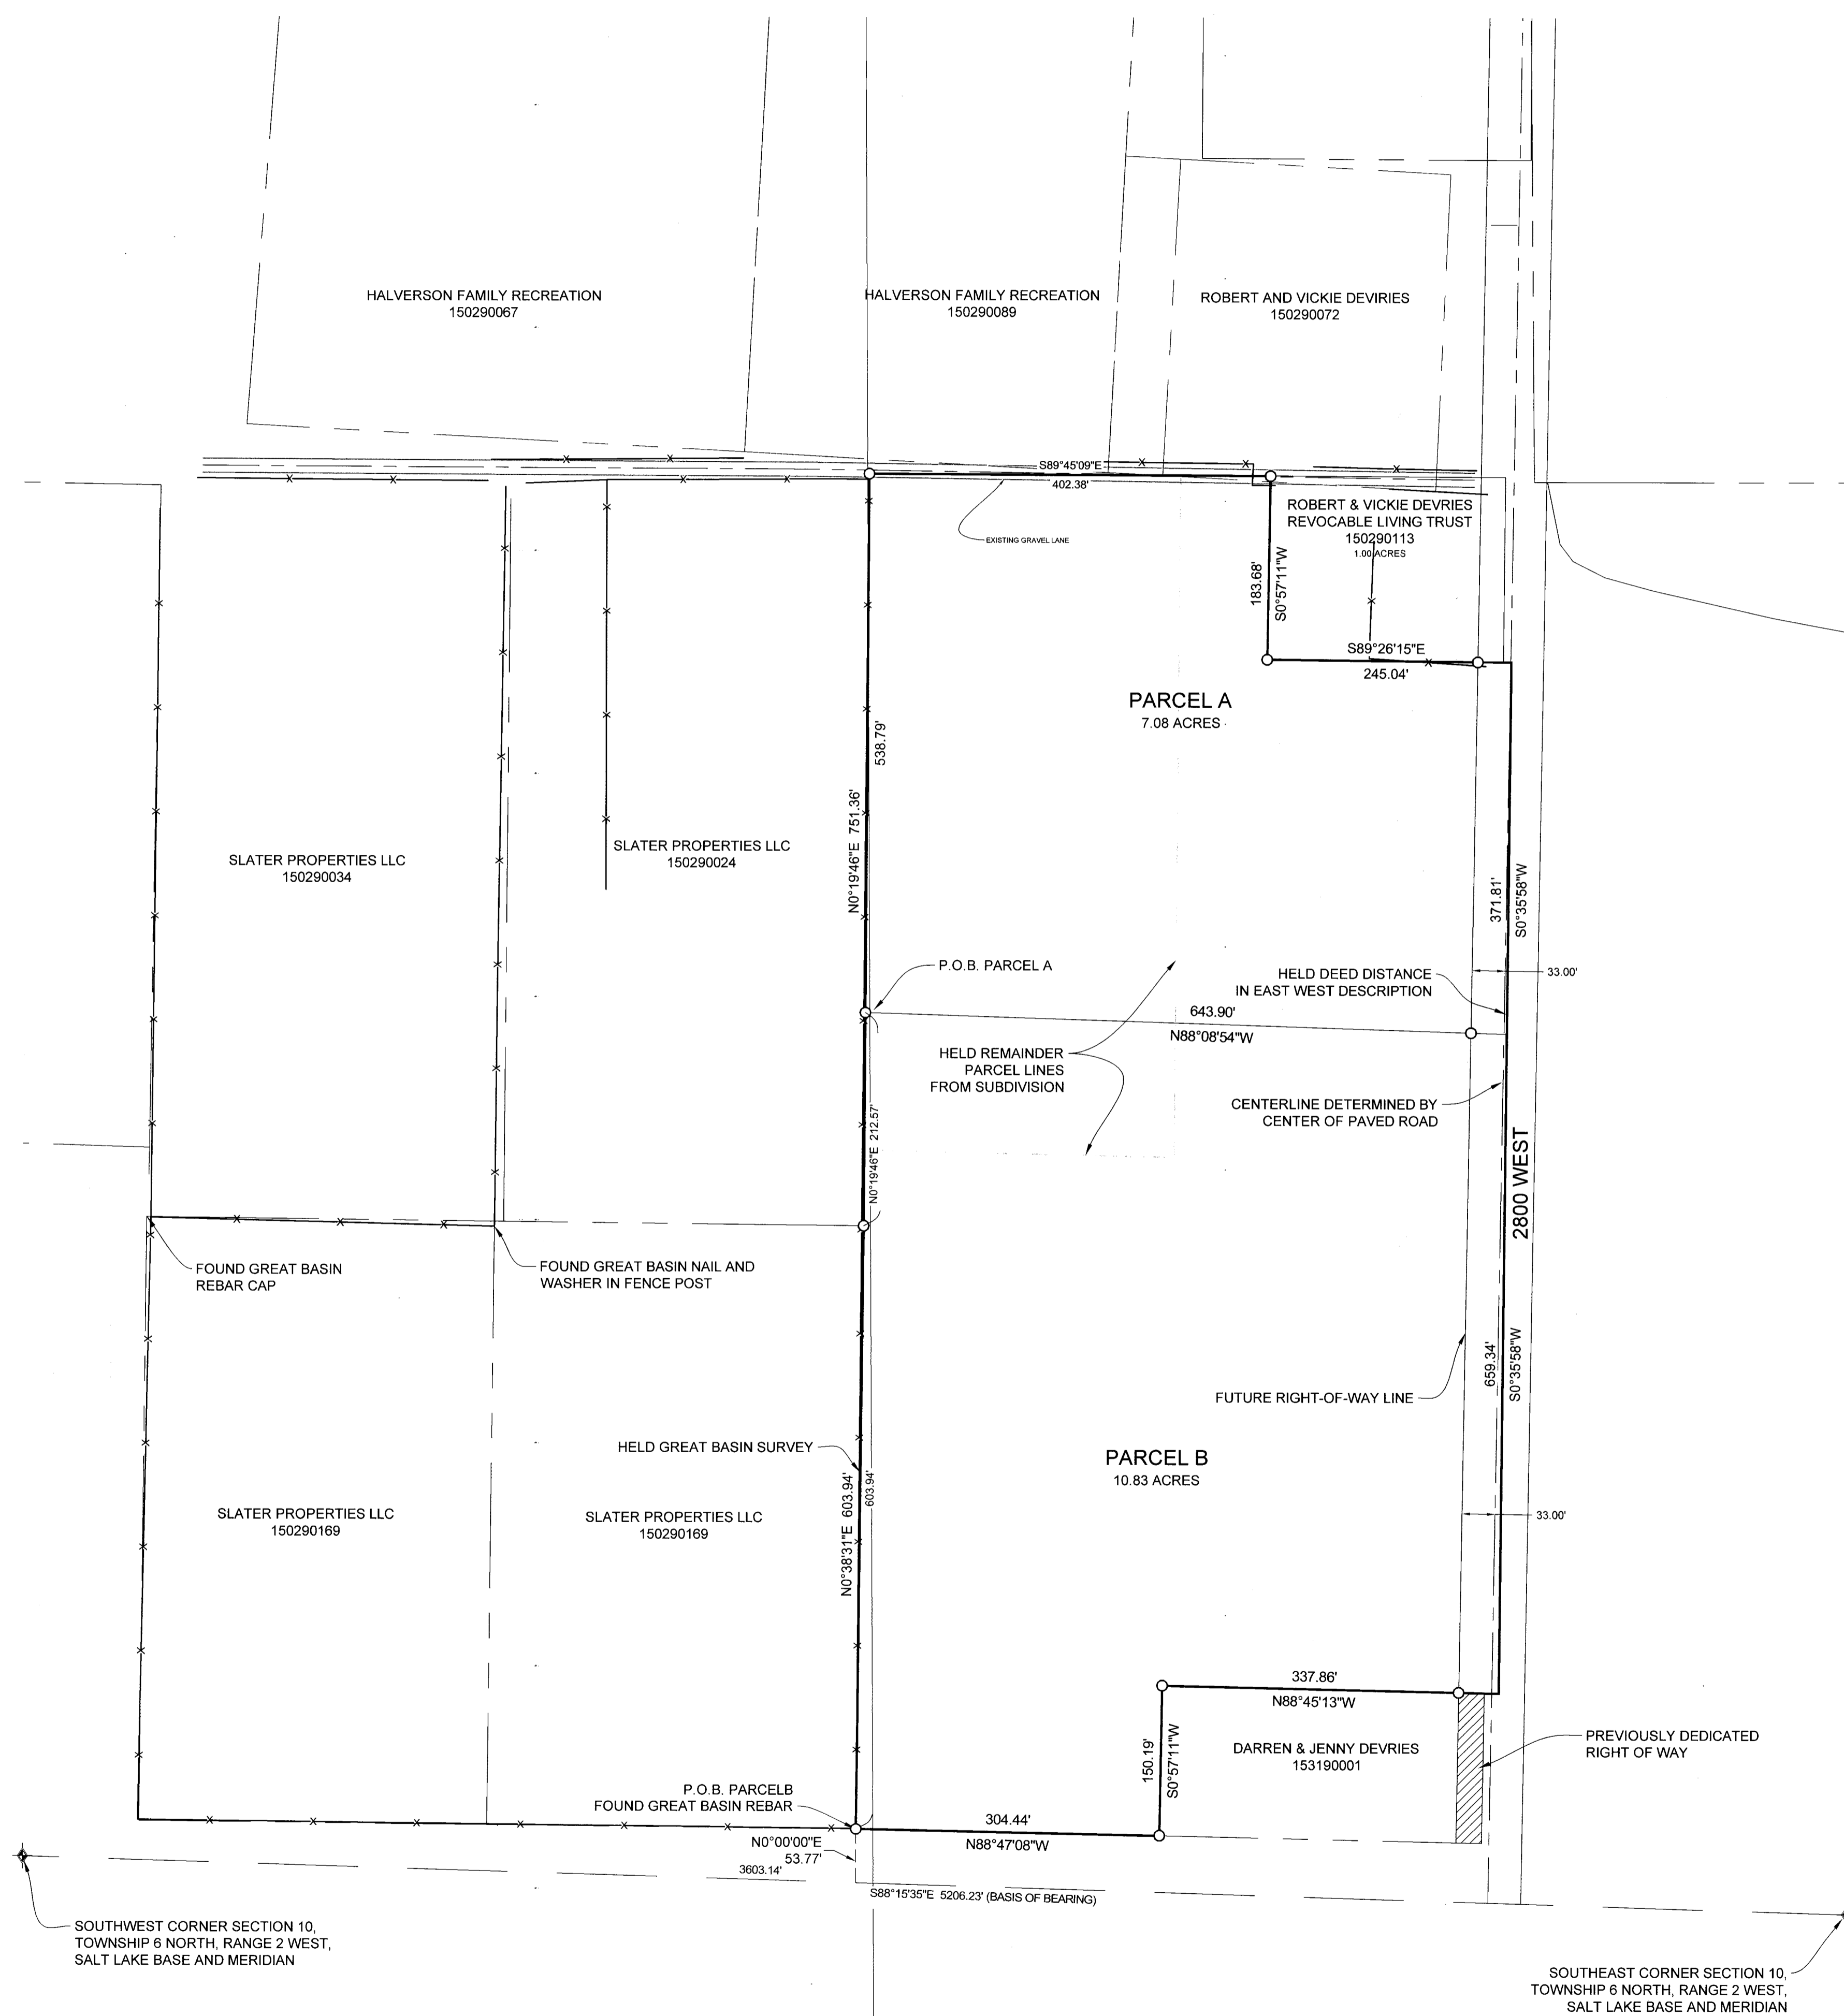 HALVERSON FAMILY RECREATION
150290067
HALVERSON FAMILY RECREATION
150290089
ROBERT AND VICKIE DEVIRIES
150290072
S89°45'09"E
402.38'
EXISTING GRAVEL LANE
183.68'
S0°57'11"W
ROBERT & VICKIE DEVRIES
REVOCABLE LIVING TRUST
150290113
1.00 ACRES
S89°26'15"E
245.04'
PARCEL A
7.08 ACRES
538.79'
N0°19'46"E 751.36'
SLATER PROPERTIES LLC
150290034
SLATER PROPERTIES LLC
150290024
371.81'
S0°35'58"W
P.O.B. PARCEL A
HELD DEED DISTANCE
IN EAST WEST DESCRIPTION
33.00'
643.90'
N88°08'54"W
HELD REMAINDER
PARCEL LINES
FROM SUBDIVISION
CENTERLINE DETERMINED BY
CENTER OF PAVED ROAD
N0°19'46"E 212.57'
2800 WEST
FOUND GREAT BASIN
REBAR CAP
FOUND GREAT BASIN NAIL AND
WASHER IN FENCE POST
659.34'
S0°35'58"W
FUTURE RIGHT-OF-WAY LINE
HELD GREAT BASIN SURVEY
PARCEL B
10.83 ACRES
N0°38'31"E 603.94'
603.94'
SLATER PROPERTIES LLC
150290169
SLATER PROPERTIES LLC
150290169
33.00'
337.86'
N88°45'13"W
150.19'
S0°57'11"W
DARREN & JENNY DEVRIES
153190001
PREVIOUSLY DEDICATED
RIGHT OF WAY
P.O.B. PARCELB
FOUND GREAT BASIN REBAR
304.44'
N88°47'08"W
N0°00'00"E
53.77'
3603.14'
S88°15'35"E 5206.23' (BASIS OF BEARING)
SOUTHWEST CORNER SECTION 10,
TOWNSHIP 6 NORTH, RANGE 2 WEST,
SALT LAKE BASE AND MERIDIAN
SOUTHEAST CORNER SECTION 10,
TOWNSHIP 6 NORTH, RANGE 2 WEST,
SALT LAKE BASE AND MERIDIAN